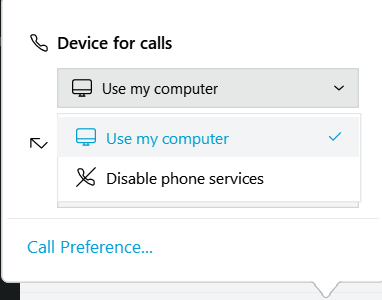 Device for calls
Use my computer
Use my computer
Disable phone services
Call Preference...